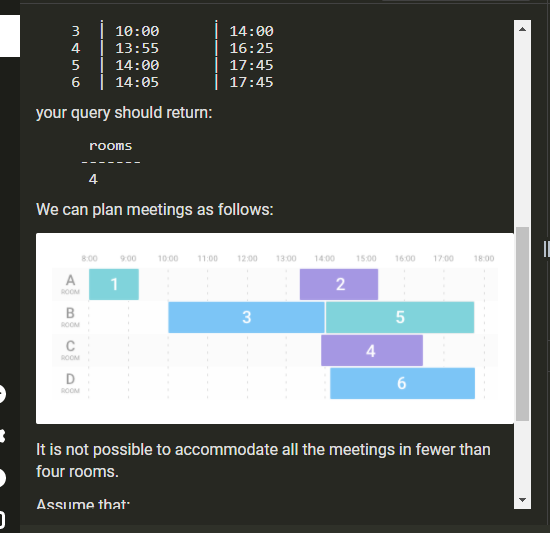 3 | 10:00 | 14:00
4 | 13:55 | 16:25
5 | 14:00 | 17:45
6 | 14:05 | 17:45
your query should return:
rooms
-------
4
We can plan meetings as follows:
8:00 9:00 10:00 11:00 12:00 13:00 14:00 15:00 16:00 17:00 18:00
A 1 2
ROOM
B 3 5
ROOM
C 4
ROOM
D 6
ROOM
It is not possible to accommodate all the meetings in fewer than
four rooms.
Assume that: